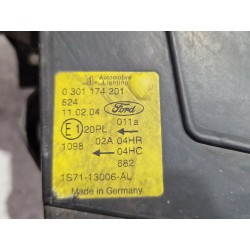 Automotive
Lighting
0 301 174 201
624
11.02.04
Ford
E1 20PL 011a
02A 04HR
1098 04HC
662
1S71-13006-AL
Made in Germany